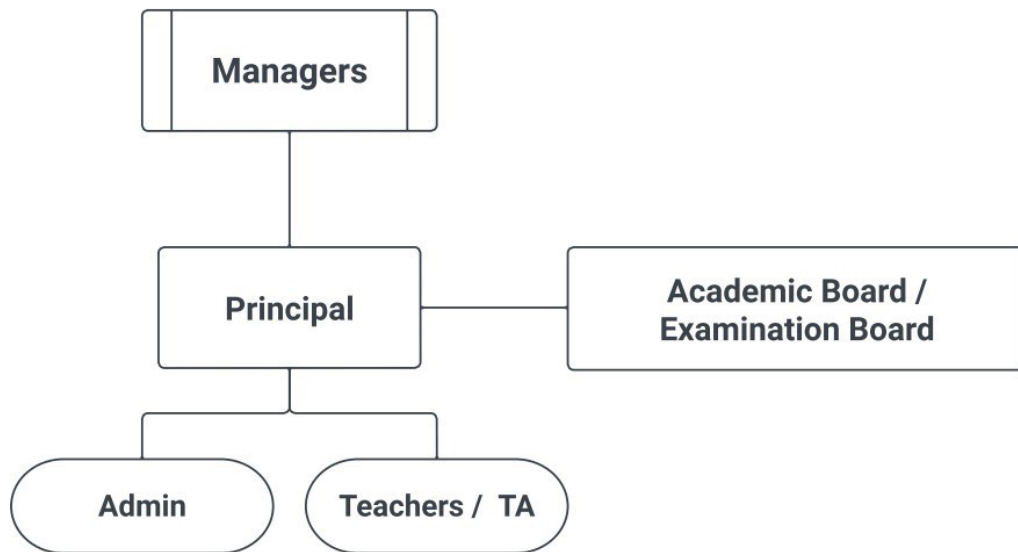 Managers
Principal
Academic Board /
Examination Board
Admin
Teachers /  TA